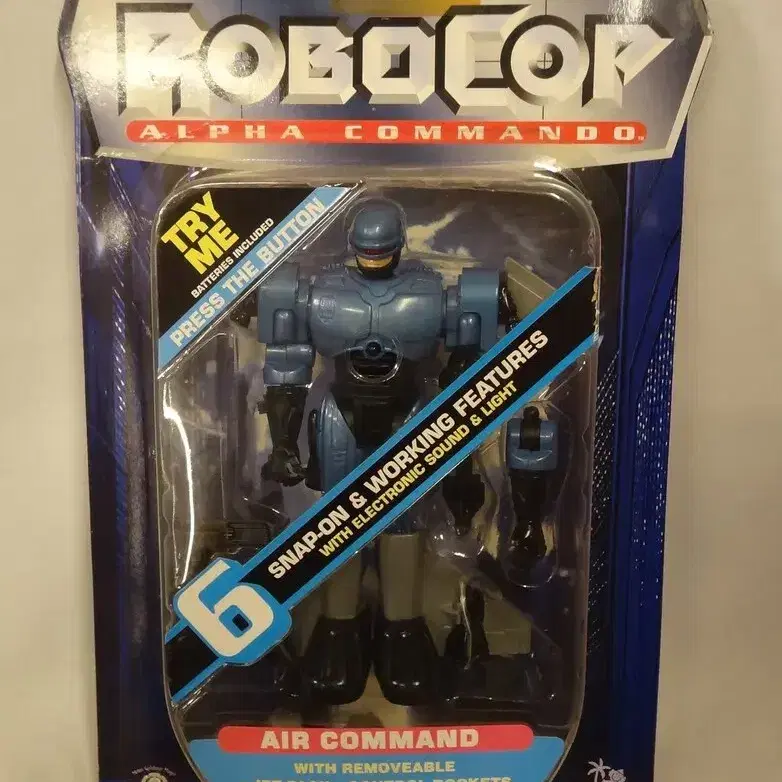 ROBOCOP
ALPHA COMMANDO
TRY
ME
BATTERIES INCLUDED
PRESS THE BUTTON
6
SNAP-ON & WORKING FEATURES
WITH ELECTRONIC SOUND & LIGHT
AIR COMMAND
WITH REMOVEABLE